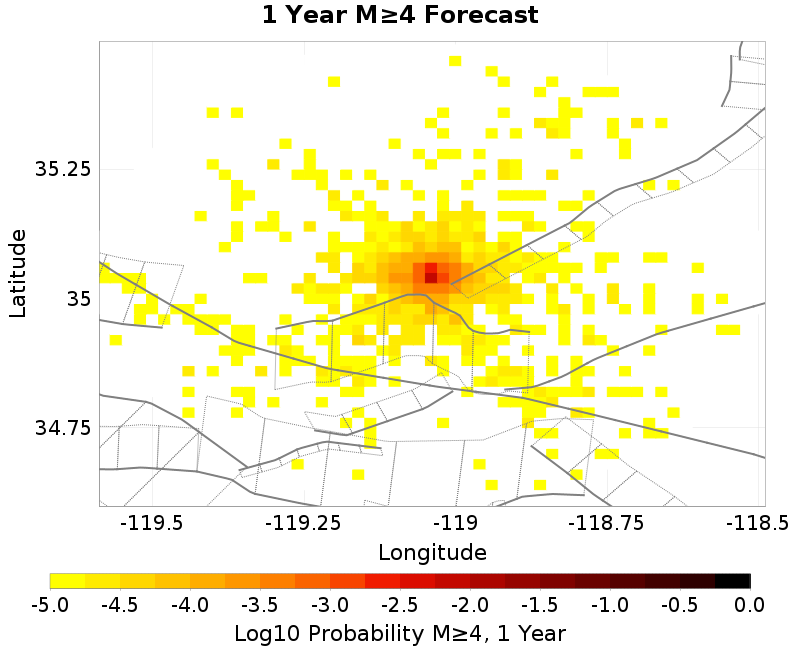 1 Year M≥4 Forecast
35.25
35
34.75
Latitude
-119.5 -119.25 -119 -118.75 -118.5
Longitude
-5.0 -4.5 -4.0 -3.5 -3.0 -2.5 -2.0 -1.5 -1.0 -0.5 0.0
Log10 Probability M≥4, 1 Year